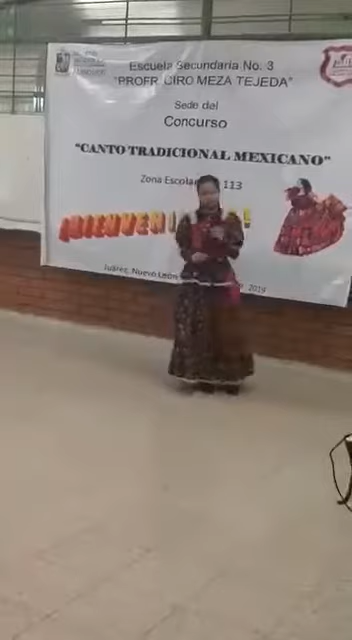 Escuela Secundaria No. 3
"PROFR. CIRO MEZA TEJEDA"
Sede del
CONCURSO
"CANTO TRADICIONAL MEXICANO"
Zona Escolar 113
¡BIENVENI
Juárez, Nuevo León 2019